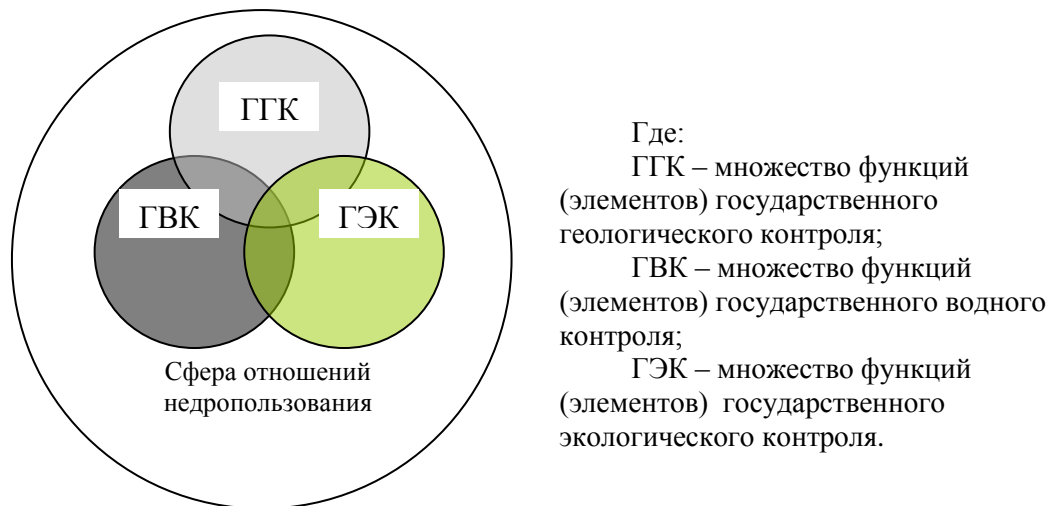 ГГК
ГВК
ГЭК
Сфера отношений
недропользования
Где:
ГГК – множество функций
(элементов) государственного
геологического контроля;
ГВК – множество функций
(элементов) государственного водного
контроля;
ГЭК – множество функций
(элементов) государственного
экологического контроля.